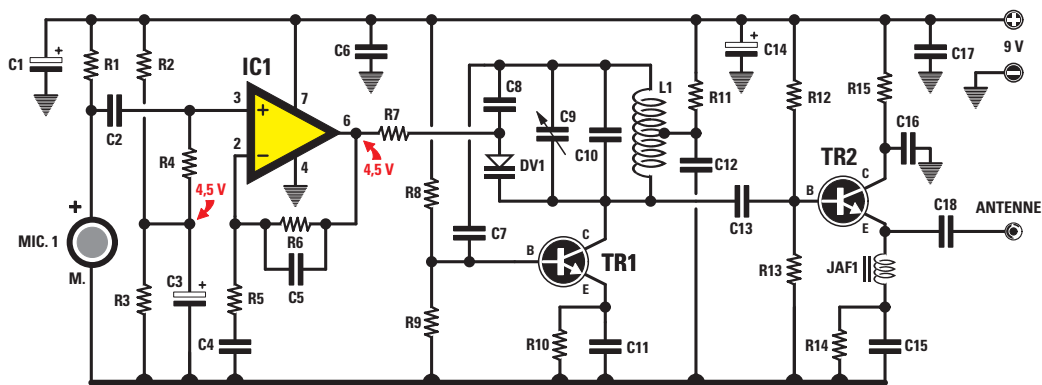 C1
+
R1
R2
C2
R4
4,5 V
+
MIC. 1
M.
R3
C3
+
IC1
3
+
2
−
7
4
6
4,5 V
R6
C5
R5
C4
C6
R7
R8
C7
R9
C8
DV1
C9
C10
L1
B
C
E
TR1
R10
C11
R11
C12
+
C14
C13
R12
R13
TR2
B
C
E
R15
C16
C17
+
9 V
−
C18
ANTENNE
JAF1
R14
C15